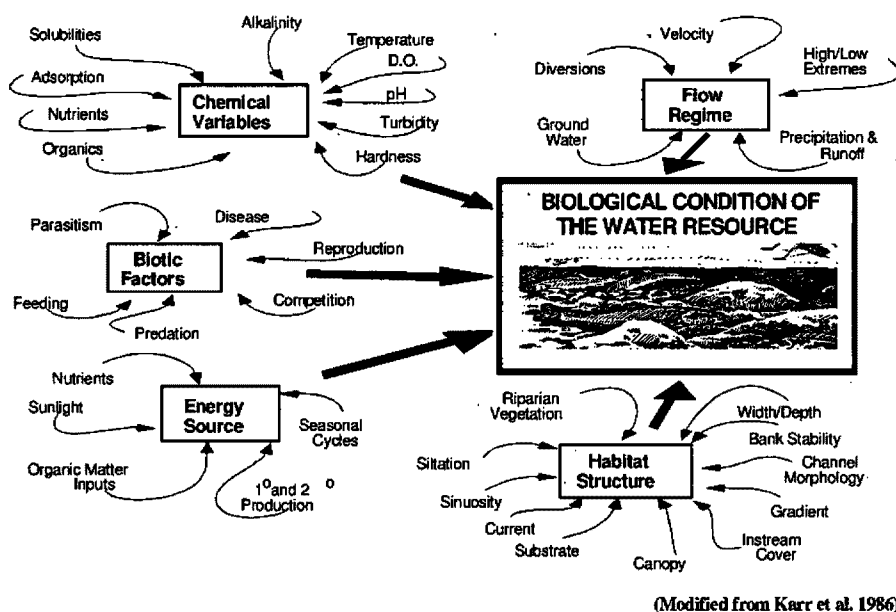 Solubilities
Alkalinity
Temperature
D.O.
Adsorption
pH
Chemical
Variables
Nutrients
Turbidity
Organics
Hardness
Velocity
High/Low
Extremes
Diversions
Flow
Regime
Ground
Water
Precipitation &
Runoff
BIOLOGICAL CONDITION OF
THE WATER RESOURCE
Parasitism
Disease
Reproduction
Biotic
Factors
Feeding
Competition
Predation
Nutrients
Sunlight
Energy
Source
Seasonal
Cycles
Organic Matter
Inputs
1° and 2 °
Production
Riparian
Vegetation
Width/Depth
Bank Stability
Siltation
Habitat
Structure
Channel
Morphology
Sinuosity
Gradient
Current
Substrate
Canopy
Instream
Cover
(Modified from Karr et al. 1986)